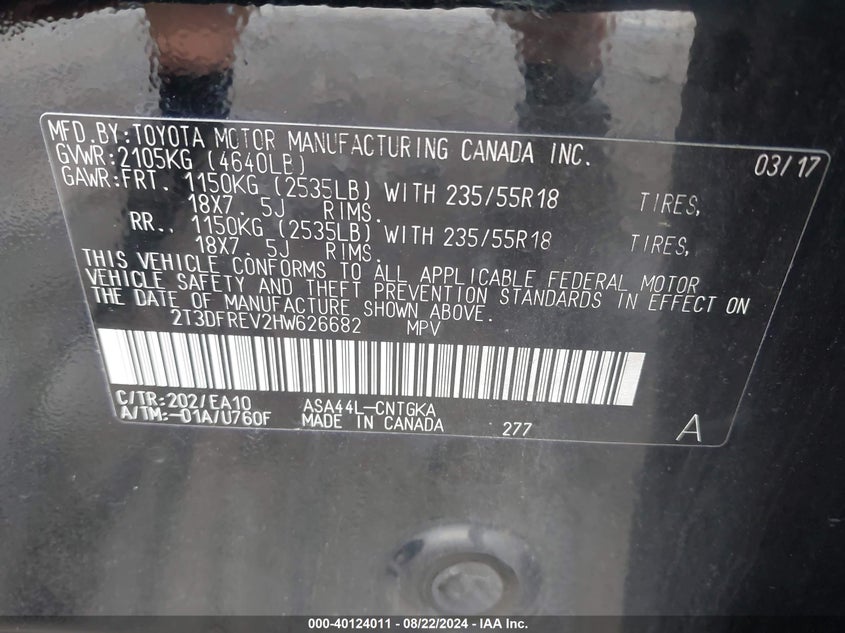 MFD.BY:TOYOTA MOTOR MANUFACTURING CANADA INC. 03/17
GVWR:2105KG (4640LB)
GAWR:FRT. 1150KG (2535LB) WITH 235/55R18 TIRES,
18X7. 5J RIMS.
RR.. 1150KG (2535LB) WITH 235/55R18 TIRES,
18X7. 5J RIMS.
THIS VEHICLE CONFORMS TO ALL APPLICABLE FEDERAL MOTOR
VEHICLE SAFETY AND THEFT PREVENTION STANDARDS IN EFFECT ON
THE DATE OF MANUFACTURE SHOWN ABOVE.
2T3DFREV2HW626682 MPV
C/TR:202/EA10 ASA44L-CNTGKA
A/TM:-01A/U760F MADE IN CANADA 277 A
000-40124011 - 08/22/2024 - IAA Inc.